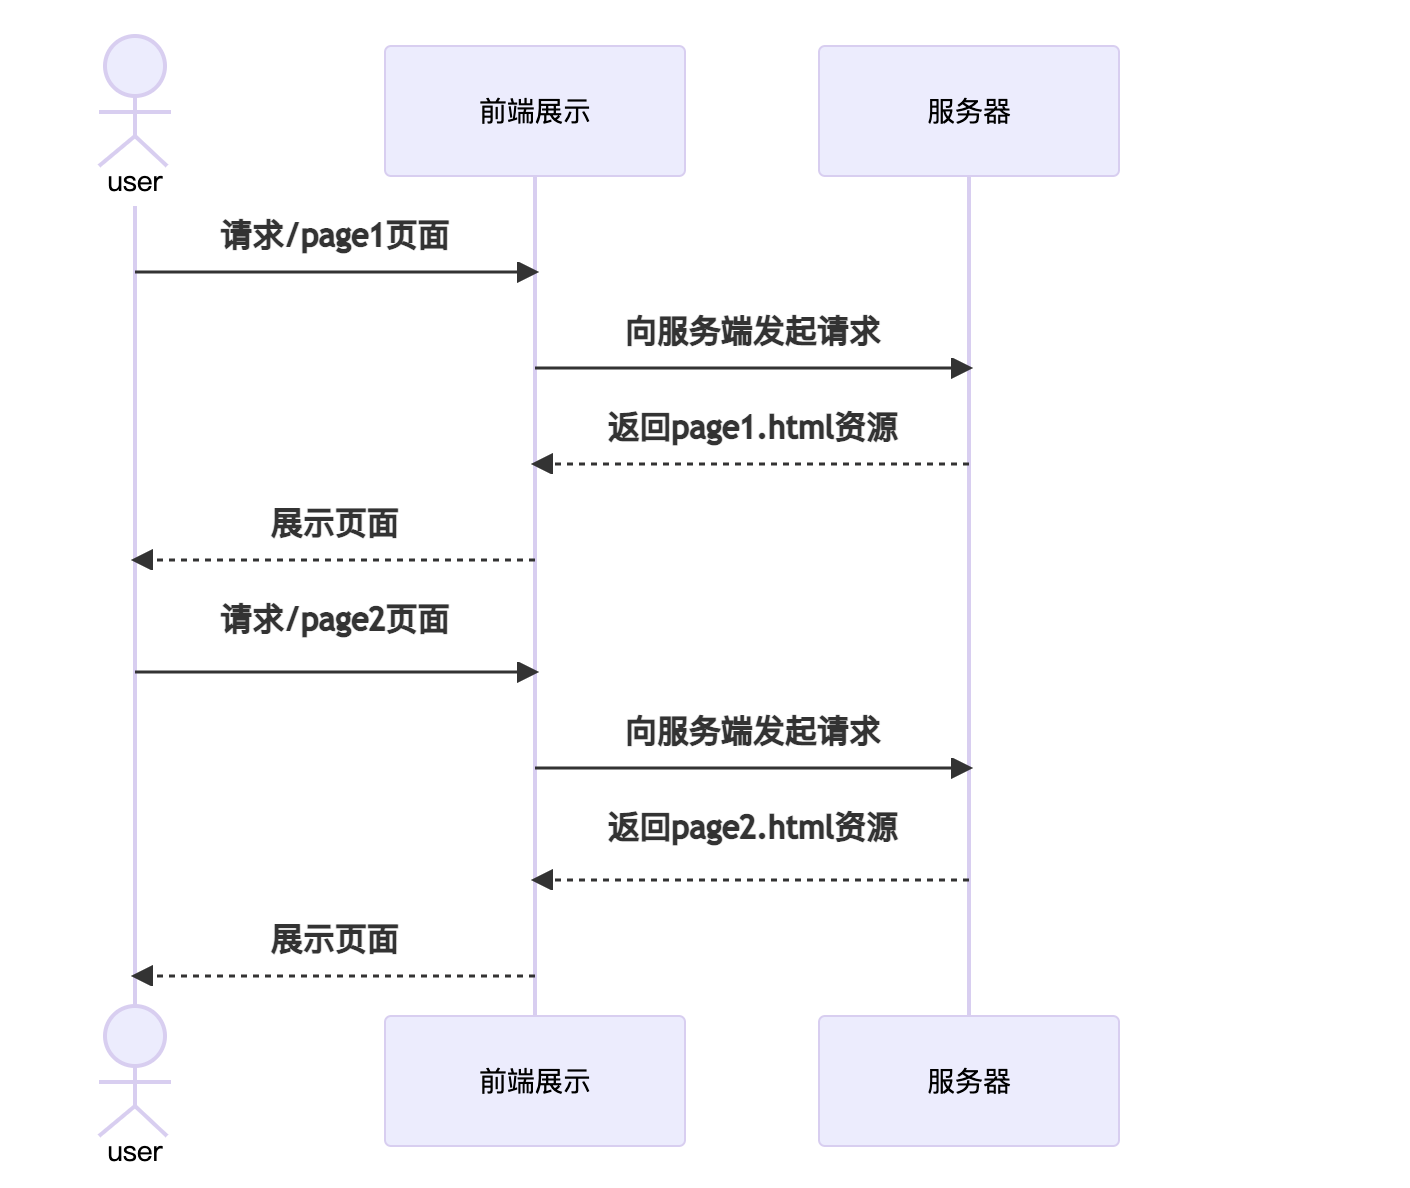 user
前端展示
服务器
请求/page1页面
向服务端发起请求
返回page1.html资源
展示页面
请求/page2页面
向服务端发起请求
返回page2.html资源
展示页面
user
前端展示
服务器